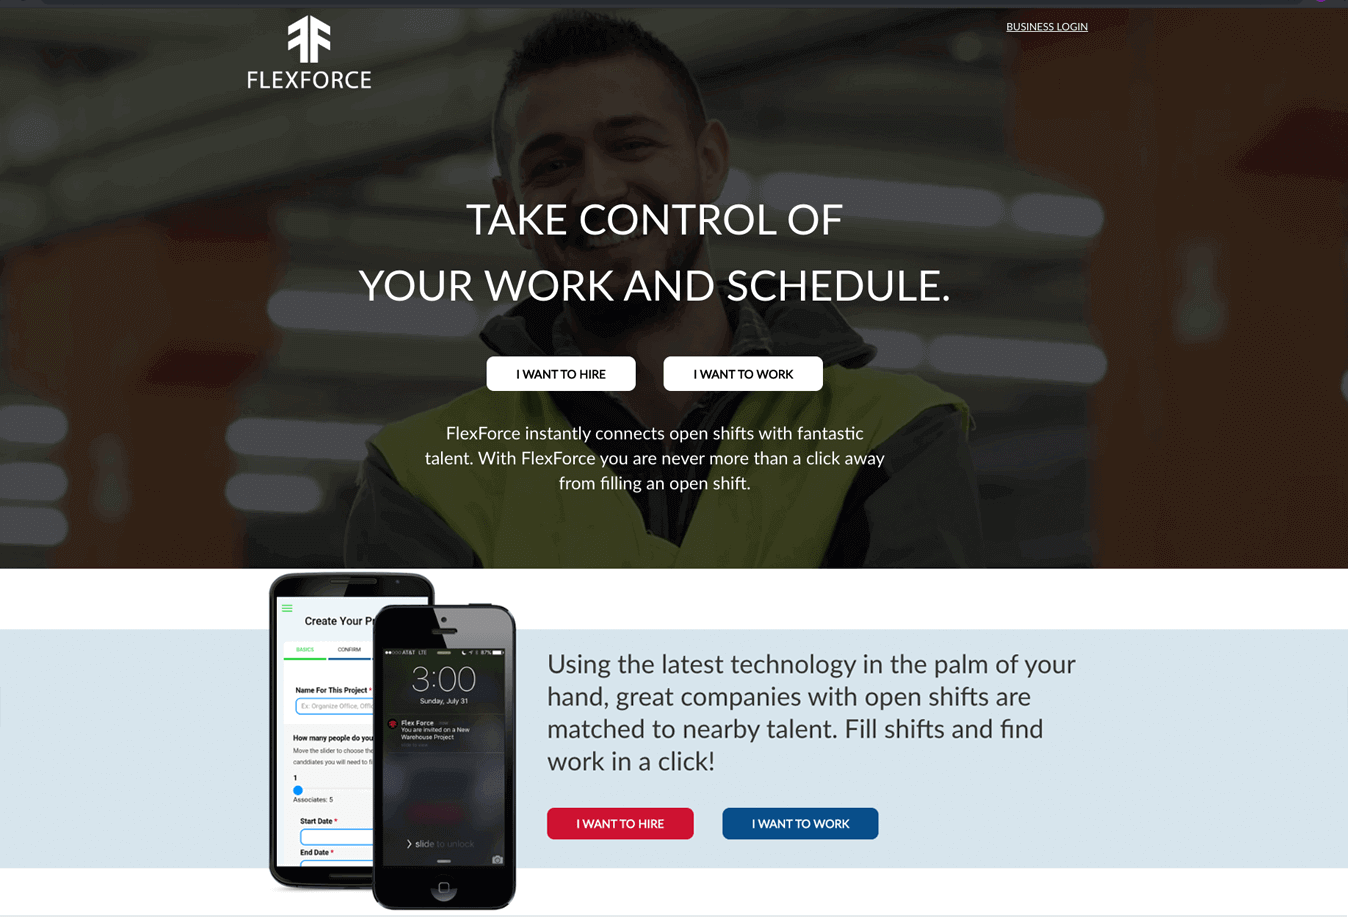 FLEXFORCE
BUSINESS LOGIN
TAKE CONTROL OF
YOUR WORK AND SCHEDULE.
I WANT TO HIRE
I WANT TO WORK
FlexForce instantly connects open shifts with fantastic
talent. With FlexForce you are never more than a click away
from filling an open shift.
Create Your P
BASICS
CONFIRM
Name For This Project *
Ex. Organize Office, Offi
How many people do you
Move the slider to choose the
candidates you will need to fi
1
Associates: 5
Start Date *
End Date *
AT&T LTE
87%
3:00
Sunday, July 31
Flex Force
You are invited on a New
Warehouse Project
slide to unlock
Using the latest technology in the palm of your
hand, great companies with open shifts are
matched to nearby talent. Fill shifts and find
work in a click!
I WANT TO HIRE
I WANT TO WORK